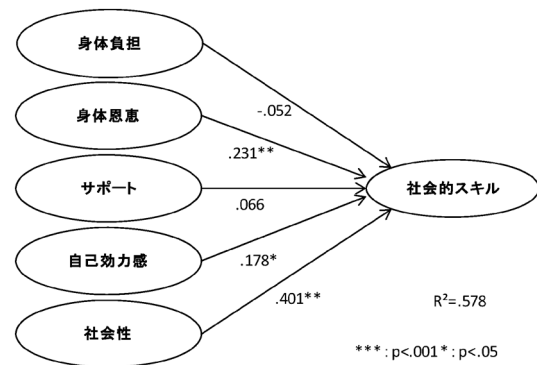 身体負担
-.052
身体恩恵
.231**
サポート
社会的スキル
.066
自己効力感
.178*
.401**
R²=.578
社会性
*** : p<.001 * : p<.05